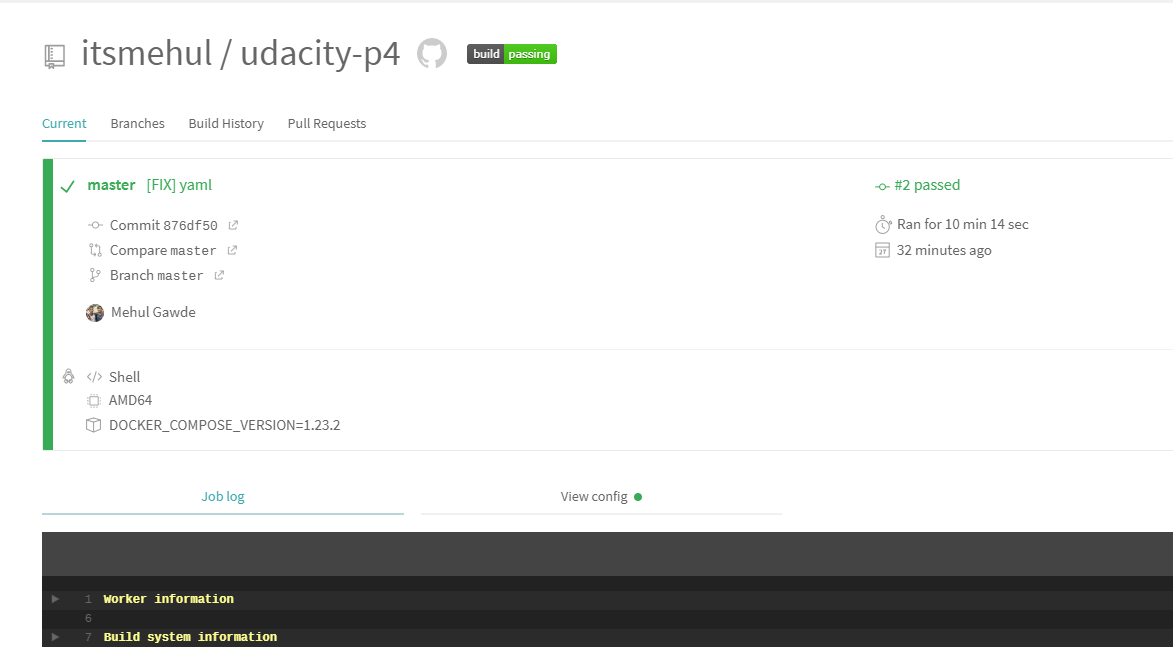 itsmehul / udacity-p4 build passing
Current Branches Build History Pull Requests
master [FIX] yaml #2 passed
Commit 876df50 Ran for 10 min 14 sec
Compare master 32 minutes ago
Branch master
Mehul Gawde
</> Shell
AMD64
DOCKER_COMPOSE_VERSION=1.23.2
Job log View config
1 Worker information
6
7 Build system information